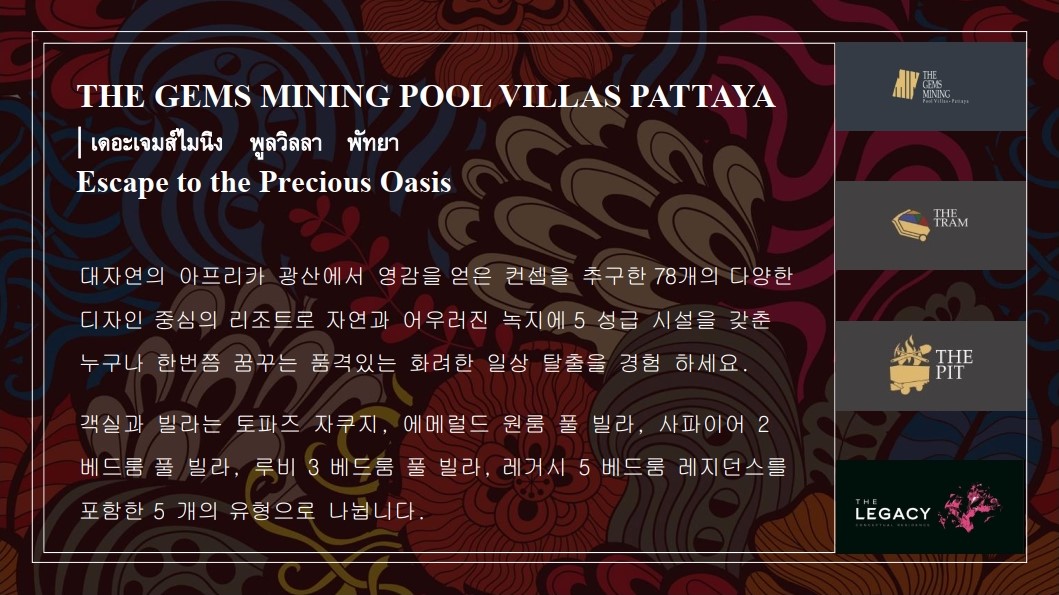 THE GEMS MINING POOL VILLAS PATTAYA
เดอะเจมส์ไมนิง พูลวิลลา พัทยา
Escape to the Precious Oasis
대자연의 아프리카 광산에서 영감을 얻은 컨셉을 추구한 78개의 다양한
디자인 중심의 리조트로 자연과 어우러진 녹지에 5 성급 시설을 갖춘
누구나 한번쯤 꿈꾸는 품격있는 화려한 일상 탈출을 경험 하세요.
객실과 빌라는 토파즈 자쿠지, 에메럴드 원룸 풀 빌라, 사파이어 2
베드룸 풀 빌라, 루비 3 베드룸 풀 빌라, 레거시 5 베드룸 레지던스를
포함한 5 개의 유형으로 나뉩니다.
THE
GEMS
MINING
Pool Villas • Pattaya
THE
TRAM
THE
PIT
THE
LEGACY
CONCEPTUAL RESIDENCE